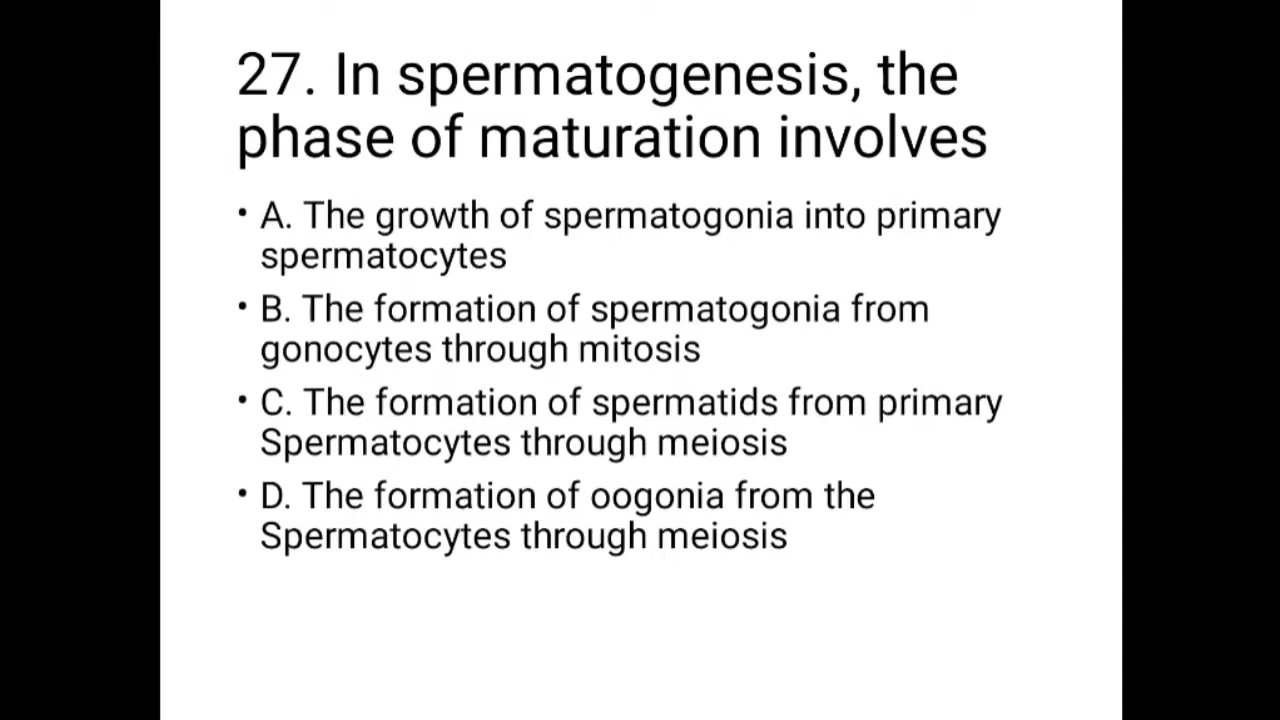 27. In spermatogenesis, the
phase of maturation involves
• A. The growth of spermatogonia into primary
spermatocytes
• B. The formation of spermatogonia from
gonocytes through mitosis
• C. The formation of spermatids from primary
Spermatocytes through meiosis
• D. The formation of oogonia from the
Spermatocytes through meiosis